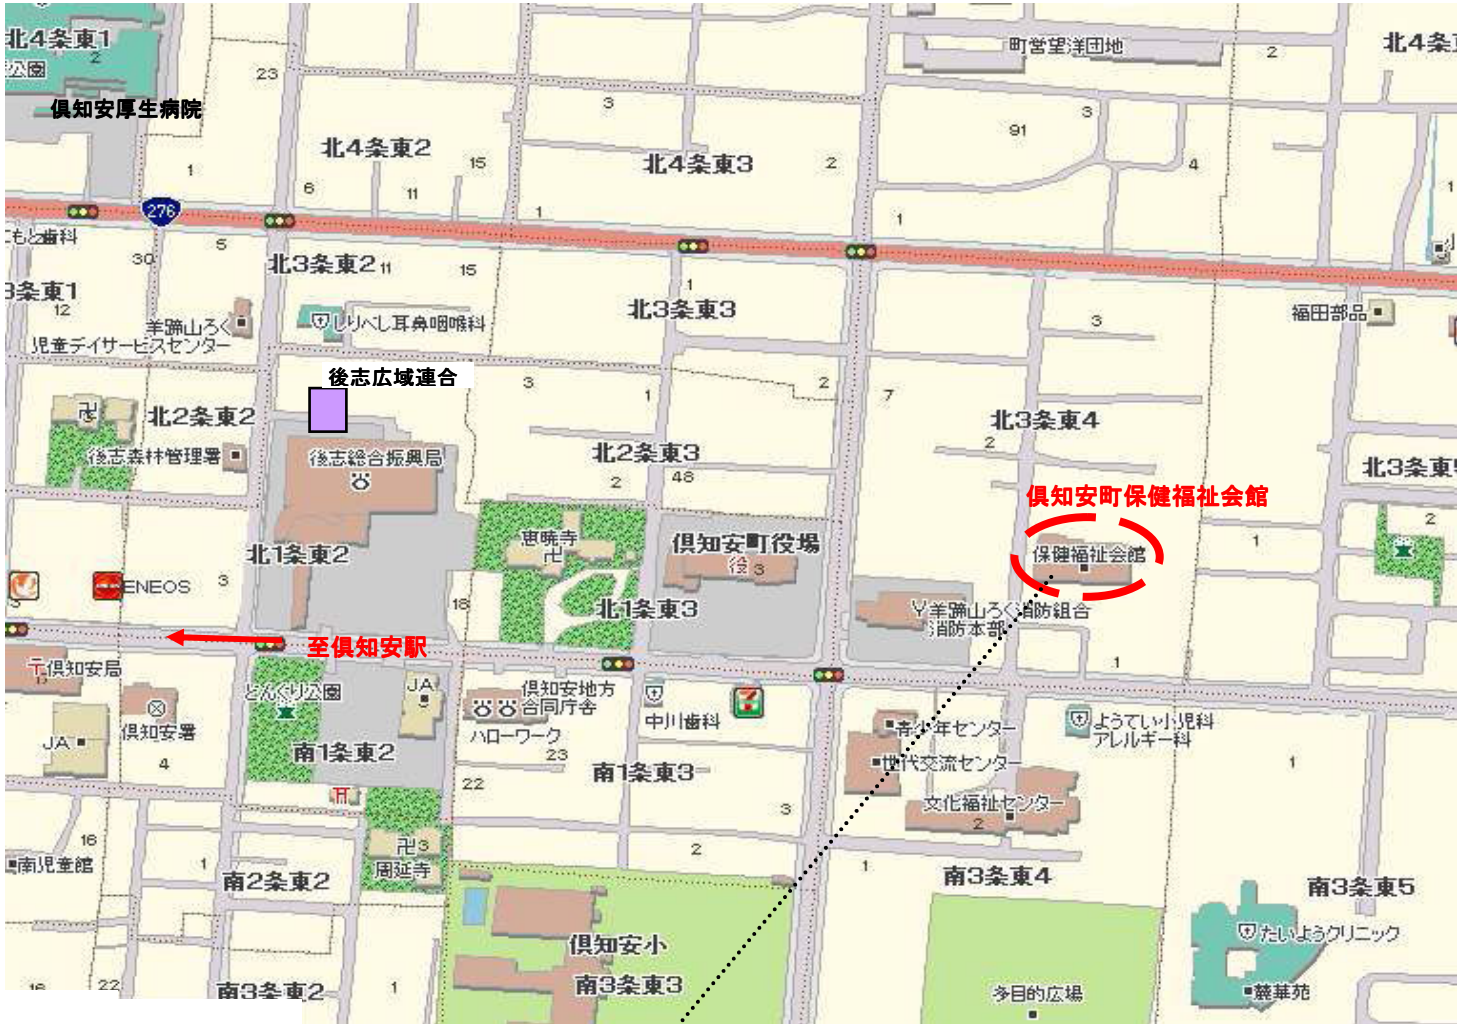 北4条東1
2
公園
23
倶知安厚生病院
町営望洋団地
2
北4条
3
3
91
北4条東2
15
北4条東3
2
4
1
6
11
1
276
1
1
もと歯科
5
30
北3条東2
11
15
3条東1
12
1
北3条東3
3
福田部品
羊蹄山ろく
児童デイサービスセンター
しりべし耳鼻咽喉科
後志広域連合
3
1
2
7
卍
北2条東2
北3条東4
2
後志森林管理署
後志総合振興局
北2条東3
2
48
北3条東5
倶知安町保健福祉会館
2
恵暁寺
卍
倶知安町役場
役
3
保健福祉会館
1
北1条東2
ENEOS
3
3
18
北1条東3
羊蹄山ろく消防組合
消防本部
至倶知安駅
〒倶知安局
とんぐり公園
JA
倶知安地方
合同庁舎
ハローワーク
中川歯科
7
1
倶知安署
JA
青少年センター
ようてい小児科
アレルギー科
南1条東2
23
南1条東3
世代交流センター
1
4
22
文化福祉センター
2
3
16
南児童館
1
卍
3
周延寺
2
1
南2条東2
南3条東4
南3条東5
倶知安小
たいようクリニック
16
22
南3条東2
1
南3条東3
多目的広場
麓華苑